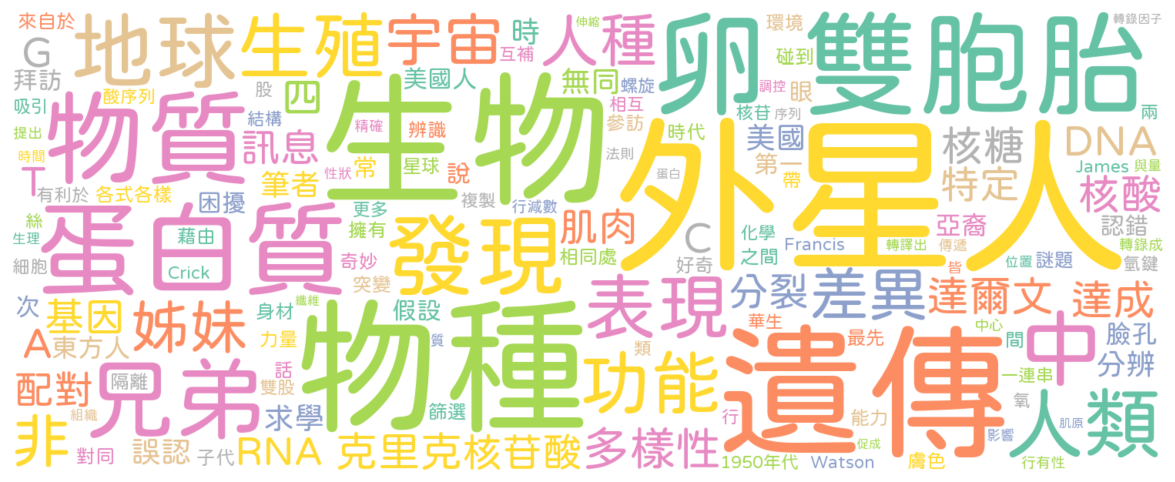 來自於
地球
生殖
宇宙
時
伸縮
人種
卵
雙胞胎
環境
轉錄因子
G
互補
碰到
拜訪
酸序列
股
四
美國人
無同
螺旋
調控
眼
吸引
物質
結構
生物
相互
核苷
序列
兩
提出
訊息
精確
辨識
參訪
時代
美國
核糖
DNA
時間
常
星球
法則
外星人
第一
James
與量
T
有利於
各式各樣
筆者
性狀
說
蛋白
帶
特定
核酸
困擾
複製
蛋白質
絲
更多
行減數
肌肉
C
化學
亞裔
認錯
生理
藉由
擁有
發現
相同處
之間
Francis
轉譯出
轉錄成
細胞
Crick
奇妙
好奇
傳遞
謎題
氫鍵
突變
皆
位置
次
基因
姊妹
身材
纖維
假設
表現
分裂
差異
達爾文
達成
A
東方人
力量
物種
質
華生
遺傳
最先
中心
間
中
臉孔
配對
隔離
兄弟
話
類
功能
一連串
分辨
非
組織
雙股
求學
篩選
行
能力
氧
人類
肌原
對同
誤認
子代
RNA
克里克
核苷酸
多樣性
1950年代
Watson
促成
膚色
影響
行有性